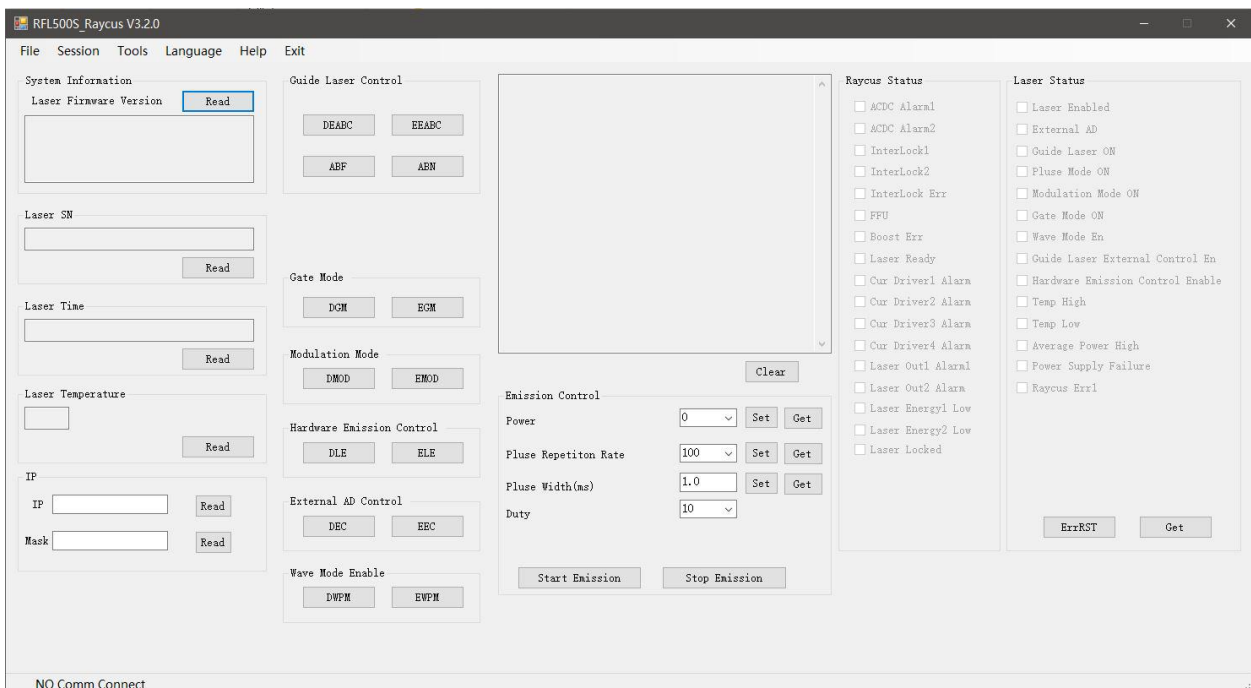 RFL500S_Raycus V3.2.0
File Session Tools Language Help Exit
System Information
Laser Firmware Version Read
Laser SN
Read
Laser Time
Read
Laser Temperature
Read
IP
IP Read
Mask Read
Guide Laser Control
DEABC EEABC
ABF ABN
Gate Mode
DGM EGM
Modulation Mode
DMOD EMOD
Hardware Emission Control
DLE ELE
External AD Control
DEC EEC
Wave Mode Enable
DWPM EWPM
Clear
Emission Control
Power 0 Set Get
Pluse Repetiton Rate 100 Set Get
Pluse Width(ms) 1.0 Set Get
Duty 10
Start Emission Stop Emission
Raycus Status
ACDC Alarm1
ACDC Alarm2
InterLock1
InterLock2
InterLock Err
FFU
Boost Err
Laser Ready
Cur Driver1 Alarm
Cur Driver2 Alarm
Cur Driver3 Alarm
Cur Driver4 Alarm
Laser Out1 Alarm1
Laser Out2 Alarm
Laser Energy1 Low
Laser Energy2 Low
Laser Locked
Laser Status
Laser Enabled
External AD
Guide Laser ON
Pluse Mode ON
Modulation Mode ON
Gate Mode ON
Wave Mode En
Guide Laser External Control En
Hardware Emission Control Enable
Temp High
Temp Low
Average Power High
Power Supply Failure
Raycus Err1
ErrRST Get
NO Comm Connect